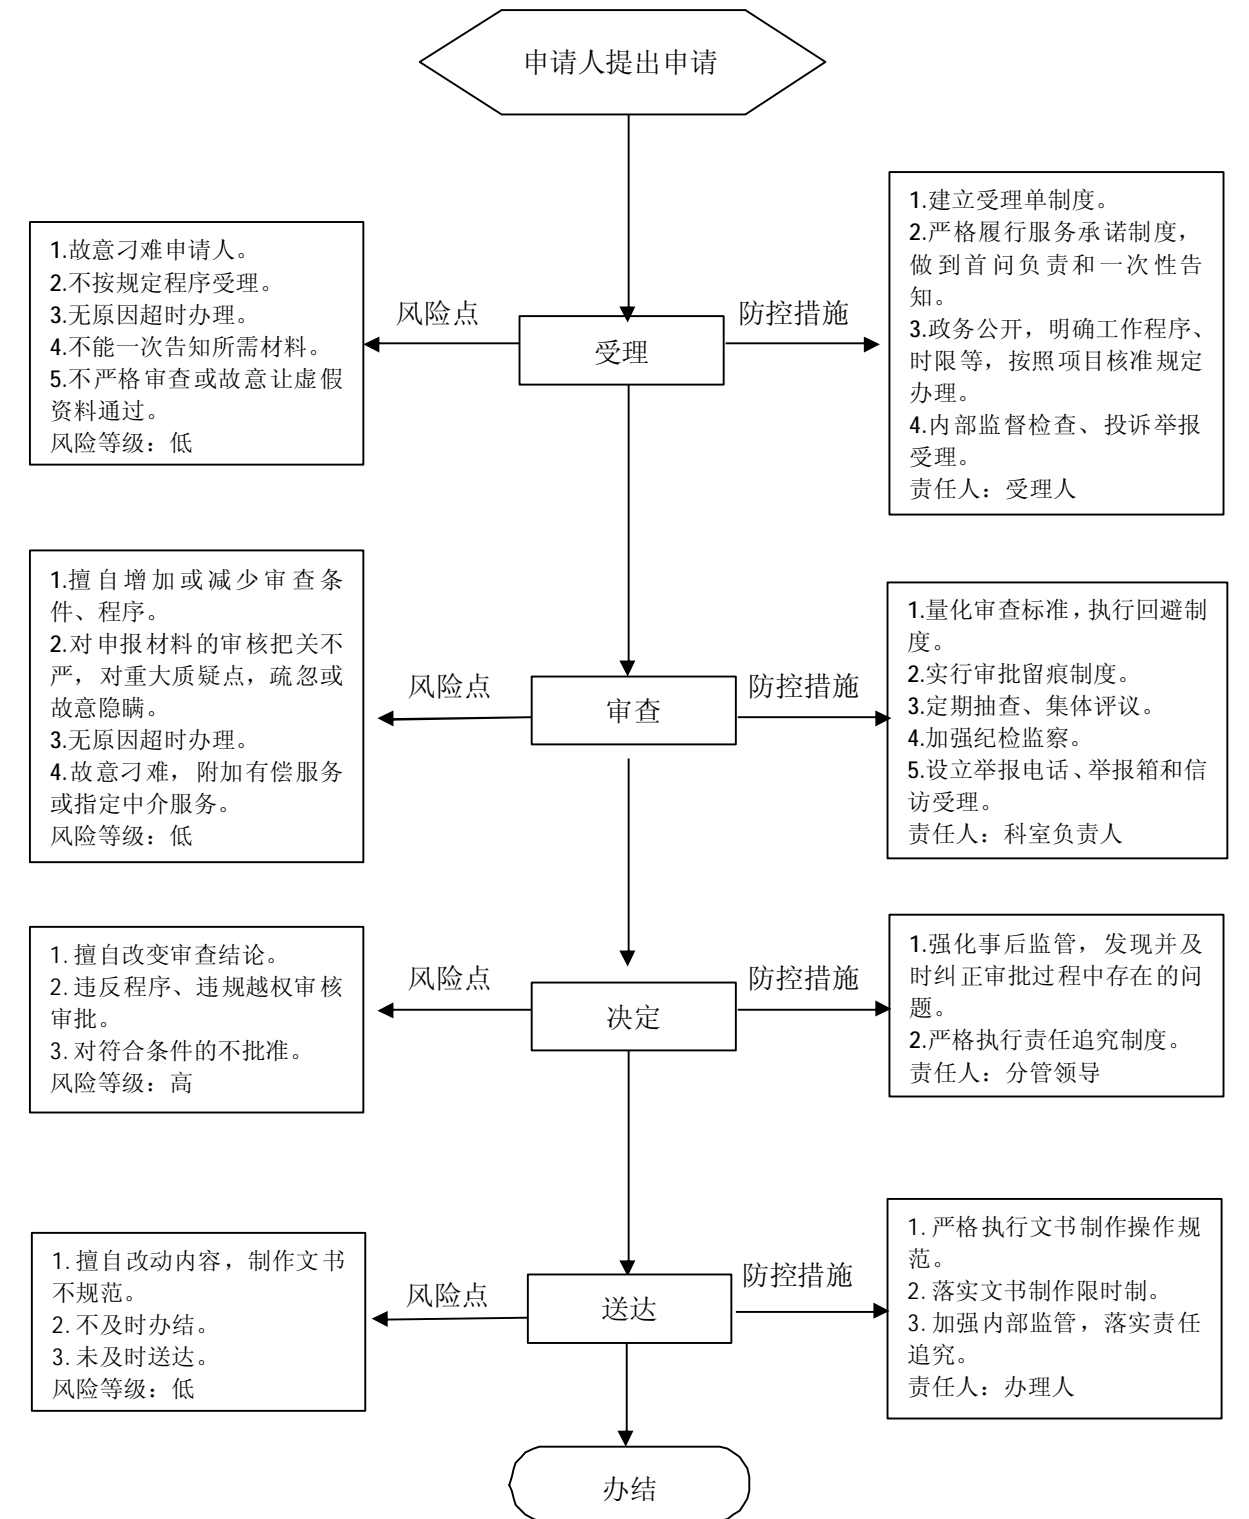 申请人提出申请
1.故意刁难申请人。
2.不按规定程序受理。
3.无原因超时办理。
4.不能一次告知所需材料。
5.不严格审查或故意让虚假
资料通过。
风险等级：低
风险点
受理
防控措施
1.建立受理单制度。
2.严格履行服务承诺制度，
做到首问负责和一次性告
知。
3.政务公开，明确工作程序、
时限等，按照项目核准规定
办理。
4.内部监督检查、投诉举报
受理。
责任人：受理人
1.擅自增加或减少审查条
件、程序。
2.对申报材料的审核把关不
严，对重大质疑点，疏忽或
故意隐瞒。
3.无原因超时办理。
4.故意刁难，附加有偿服务
或指定中介服务。
风险等级：低
风险点
审查
防控措施
1.量化审查标准，执行回避制
度。
2.实行审批留痕制度。
3.定期抽查、集体评议。
4.加强纪检监察。
5.设立举报电话、举报箱和信
访受理。
责任人：科室负责人
1.擅自改变审查结论。
2.违反程序、违规越权审核
审批。
3.对符合条件的不批准。
风险等级：高
风险点
决定
防控措施
1.强化事后监管，发现并及
时纠正审批过程中存在的问
题。
2.严格执行责任追究制度。
责任人：分管领导
1.擅自改动内容，制作文书
不规范。
2.不及时办结。
3.未及时送达。
风险等级：低
风险点
送达
防控措施
1.严格执行文书制作操作规
范。
2.落实文书制作限时制。
3.加强内部监管，落实责任
追究。
责任人：办理人
办结